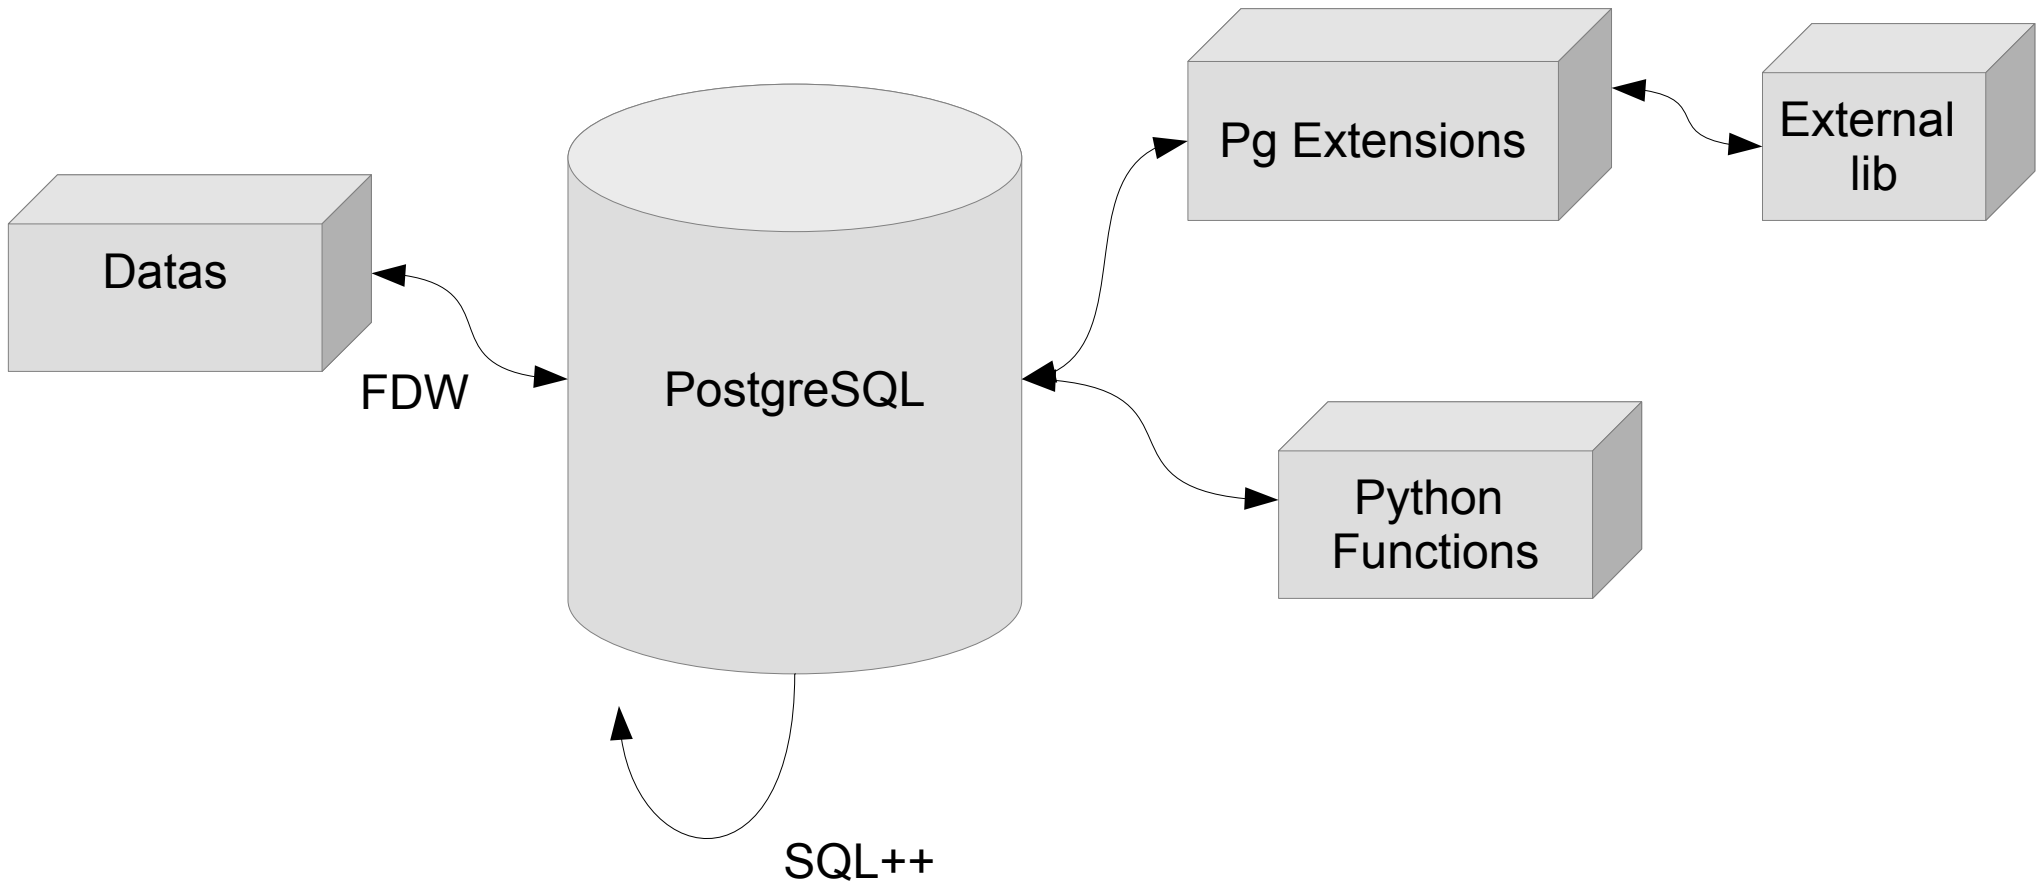 Datas
FDW
PostgreSQL
SQL++
Pg Extensions
External
lib
Python
Functions